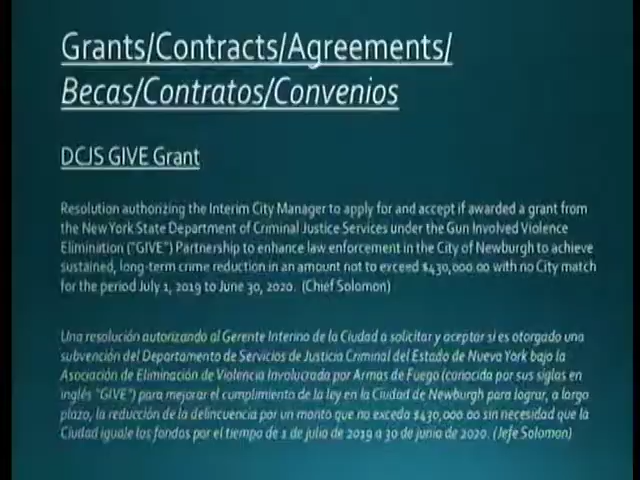 Grants/Contracts/Agreements/
Becas/Contratos/Convenios
DCJS GIVE Grant
Resolution authorizing the Interim City Manager to apply for and accept if awarded a grant from
the New York State Department of Criminal Justice Services under the Gun Involved Violence
Elimination ("GIVE") Partnership to enhance law enforcement in the City of Newburgh to achieve
sustained, long-term crime reduction in an amount not to exceed $430,000.00 with no City match
for the period July 1, 2019 to June 30, 2020. (Chief Solomon)
Una resolución autorizando al Gerente Interino de la Ciudad a solicitar y aceptar si es otorgado una
subvención del Departamento de Servicios de Justicia Criminal del Estado de Nueva York bajo la
Asociación de Eliminación de Violencia Involucrada por Armas de Fuego (conocida por sus siglas en
inglés "GIVE") para mejorar el cumplimiento de la ley en la Ciudad de Newburgh para lograr, a largo
plazo, la reducción de la delincuencia por un monto que no exceda $430,000.00 sin necesidad que la
Ciudad iguale los fondos por el tiempo de 1 de julio de 2019 a 30 de junio de 2020. (Jefe Solomon)